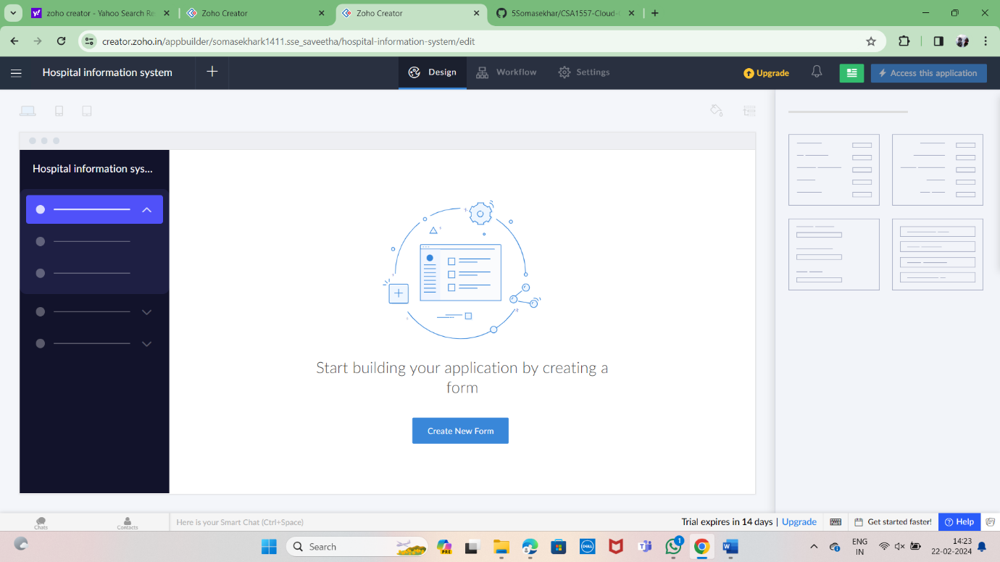 zoho creator - Yahoo Search Re
Zoho Creator
Zoho Creator
5Somasekhar/CSA1557-Cloud-
creator.zoho.in/appbuilder/somasekhark1411.sse_saveetha/hospital-information-system/edit
Hospital information system
Design
Workflow
Settings
Upgrade
Access this application
Hospital information sys...
Start building your application by creating a
form
Create New Form
Chats
Contacts
Here is your Smart Chat (Ctrl+Space)
Trial expires in 14 days | Upgrade
Get started faster!
Help
Search
PRE
DELL
1
ENG
IN
14:23
22-02-2024